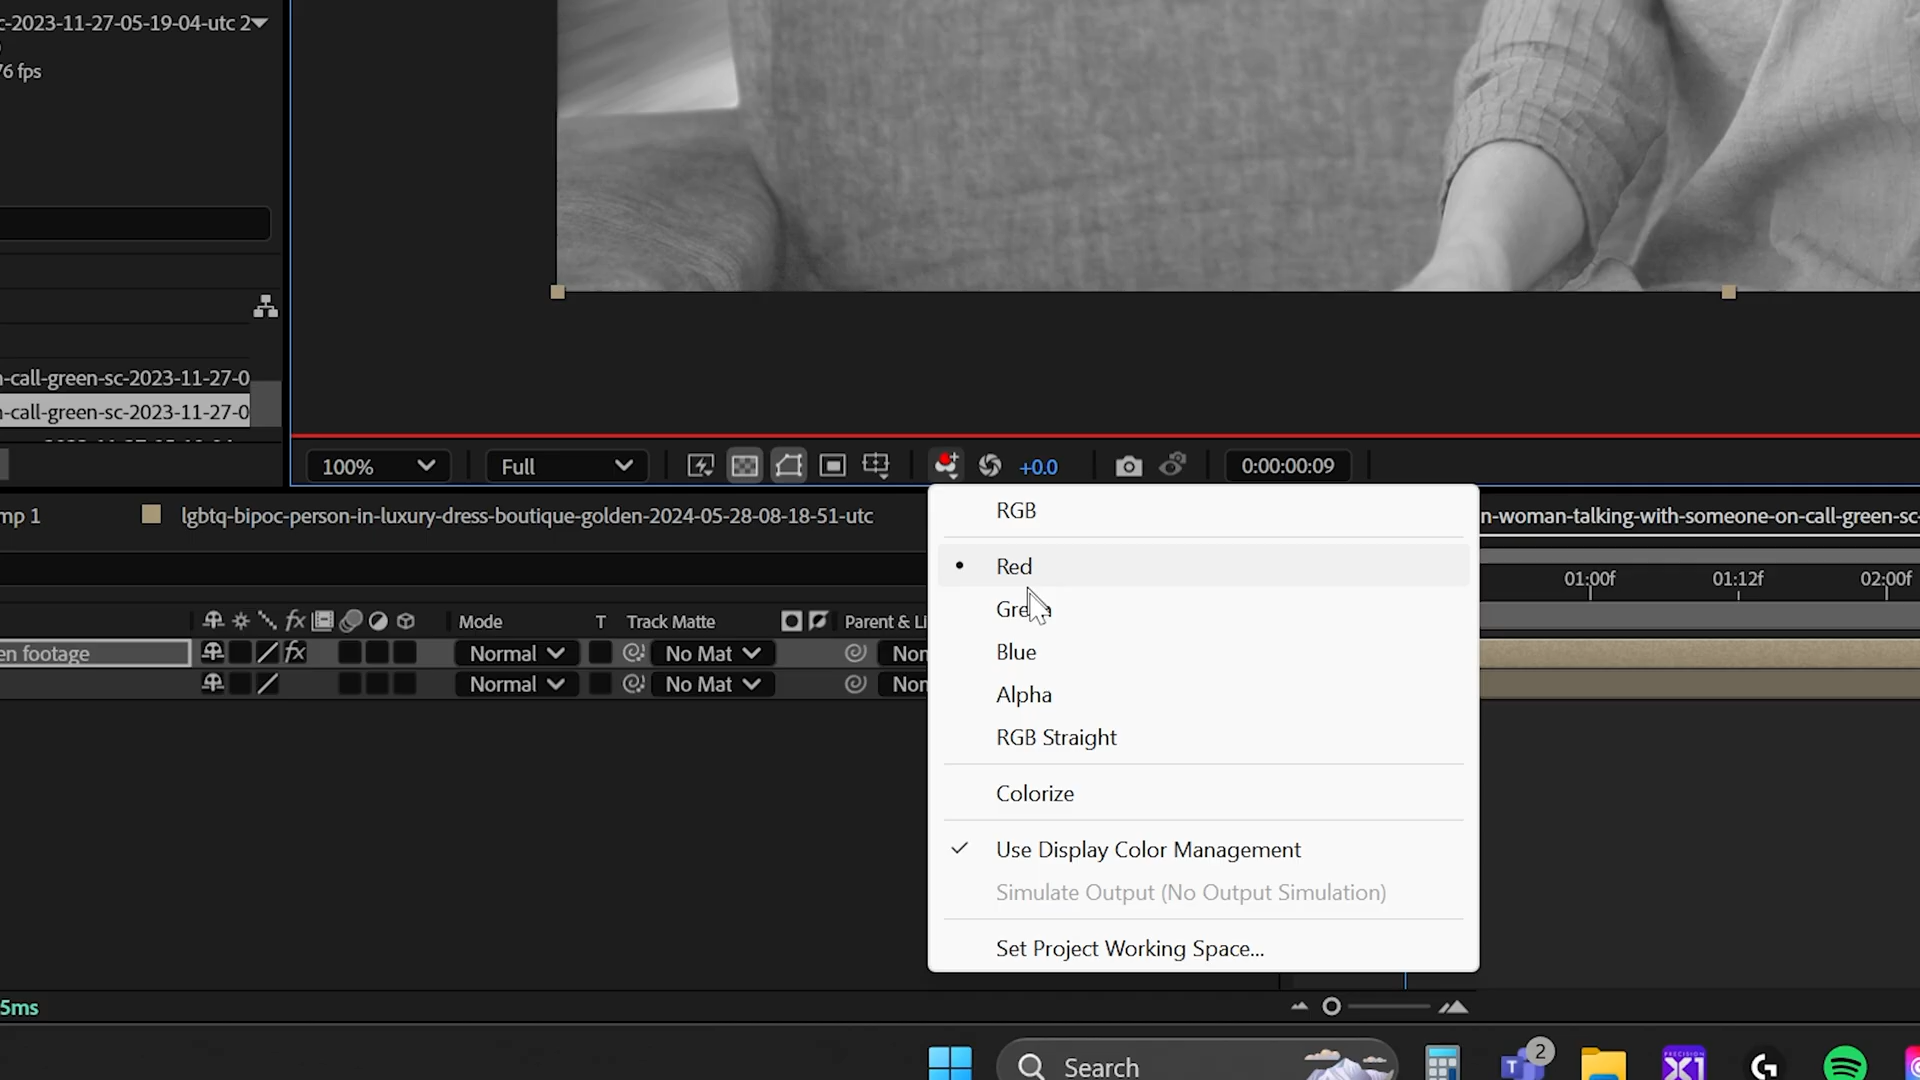 c-2023-11-27-05-19-04-utc 2
76 fps
n-call-green-sc-2023-11-27-0
n-call-green-sc-2023-11-27-0
100%
Full
+0.0
0:00:00:09
mp 1
lgbtq-bipoc-person-in-luxury-dress-boutique-golden-2024-05-28-08-18-51-utc
n-woman-talking-with-someone-on-call-green-sc-
RGB
Red
Green
Blue
Alpha
RGB Straight
Colorize
Use Display Color Management
Simulate Output (No Output Simulation)
Set Project Working Space...
01:00f
01:12f
02:00f
fx
Mode
T
Track Matte
Parent & Li
en footage
fx
Normal
No Mat
Non
Normal
No Mat
Non
5ms
Search
2
PRECISION
X1